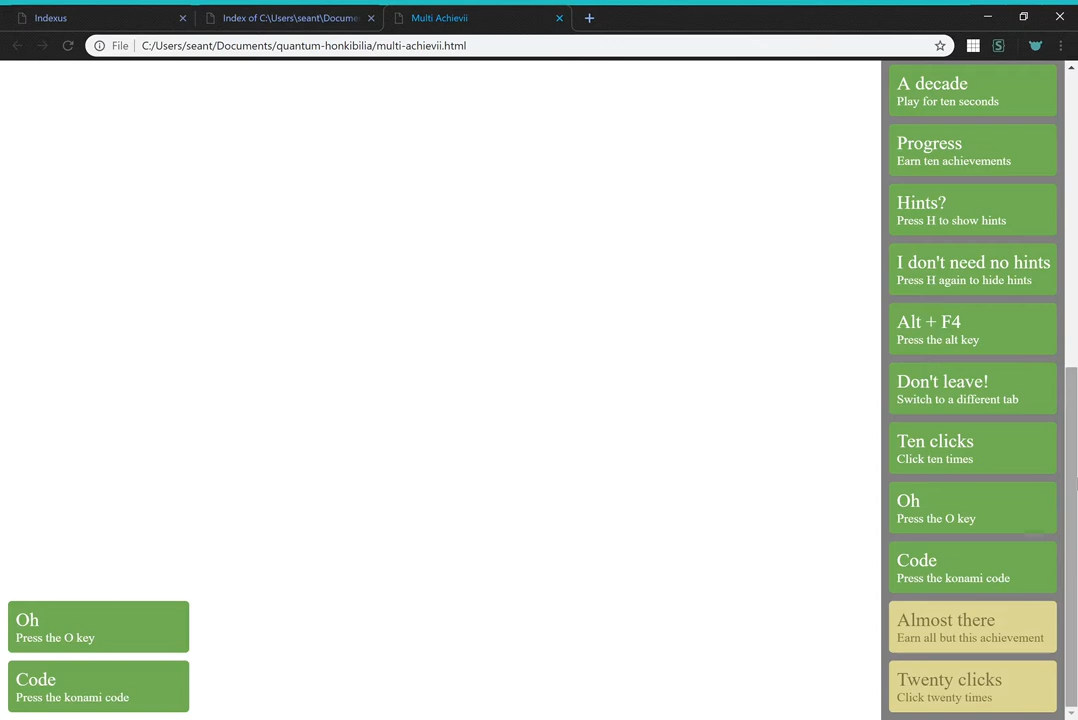 Indexus
Index of C:\Users\seant\Docume
Multi Achievii
File
C:/Users/seant/Documents/quantum-honkibilia/multi-achievii.html
S
A decade
Play for ten seconds
Progress
Earn ten achievements
Hints?
Press H to show hints
I don't need no hints
Press H again to hide hints
Alt + F4
Press the alt key
Don't leave!
Switch to a different tab
Ten clicks
Click ten times
Oh
Press the O key
Code
Press the konami code
Almost there
Earn all but this achievement
Twenty clicks
Click twenty times
Oh
Press the O key
Code
Press the konami code